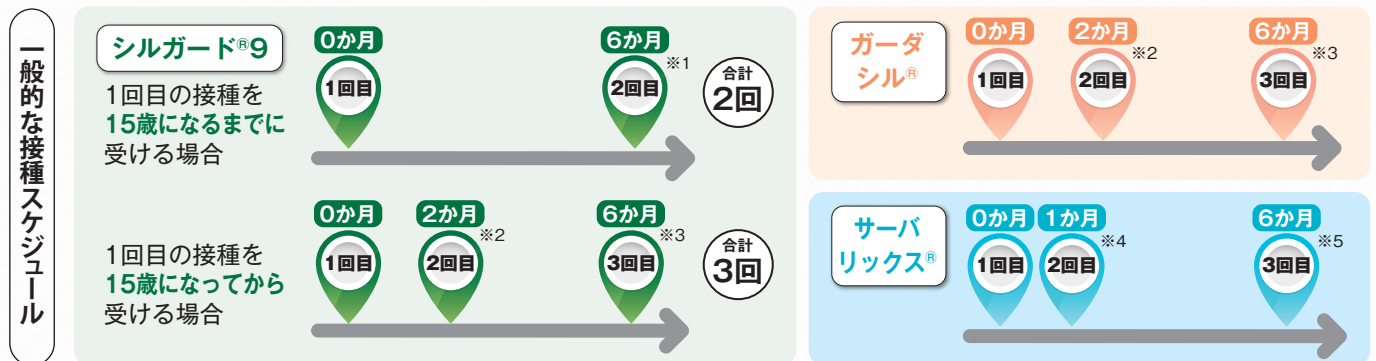 一般的な接種スケジュール
シルガード®9
1回目の接種を
15歳になるまでに
受ける場合
0か月
1回目
6か月
※1
2回目
合計
2回
1回目の接種を
15歳になってから
受ける場合
0か月
1回目
2か月
※2
2回目
6か月
※3
3回目
合計
3回
ガーダ
シル®
0か月
1回目
2か月
※2
2回目
6か月
※3
3回目
サーバ
リックス®
0か月
1回目
1か月
※4
2回目
6か月
※5
3回目